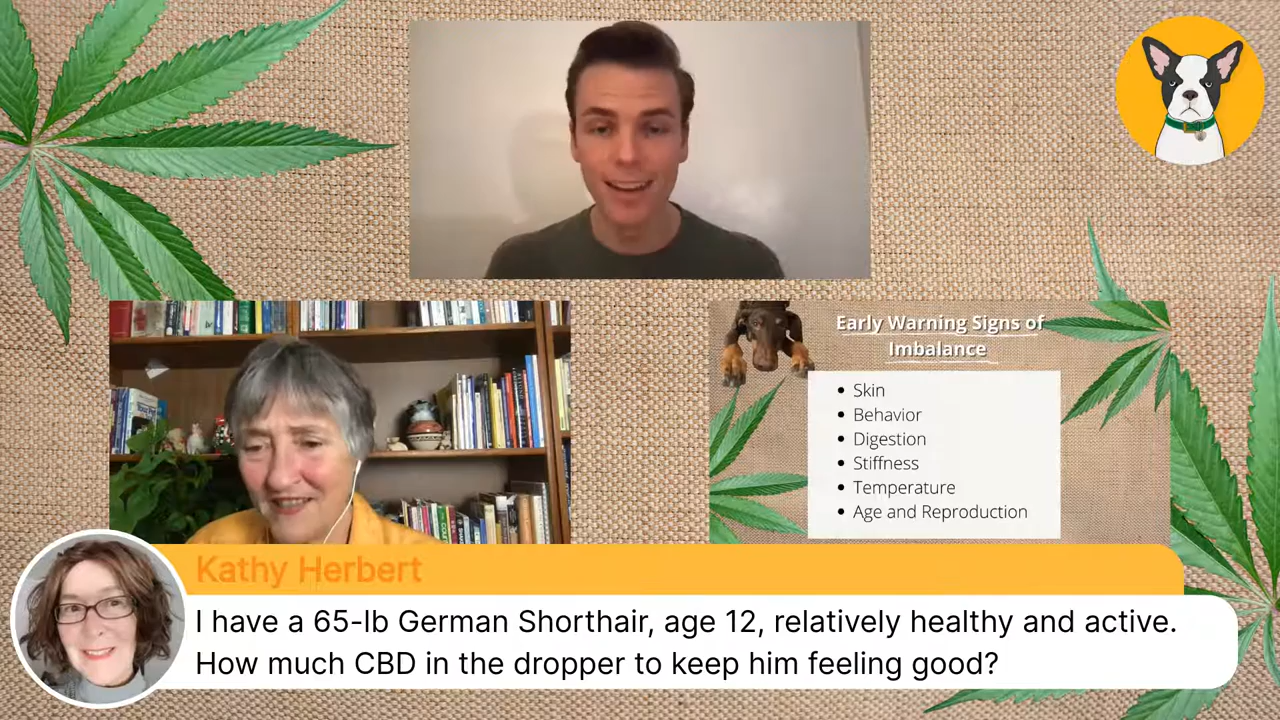 Early Warning Signs of
Imbalance
Skin
Behavior
Digestion
Stiffness
Temperature
Age and Reproduction
Kathy Herbert
I have a 65-lb German Shorthair, age 12, relatively healthy and active.
How much CBD in the dropper to keep him feeling good?